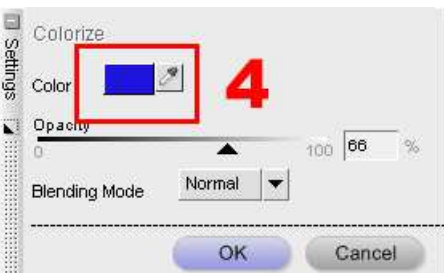 Settings
Colorize
Color
4
Opacity
0
100 66 %
Blending Mode Normal
OK Cancel